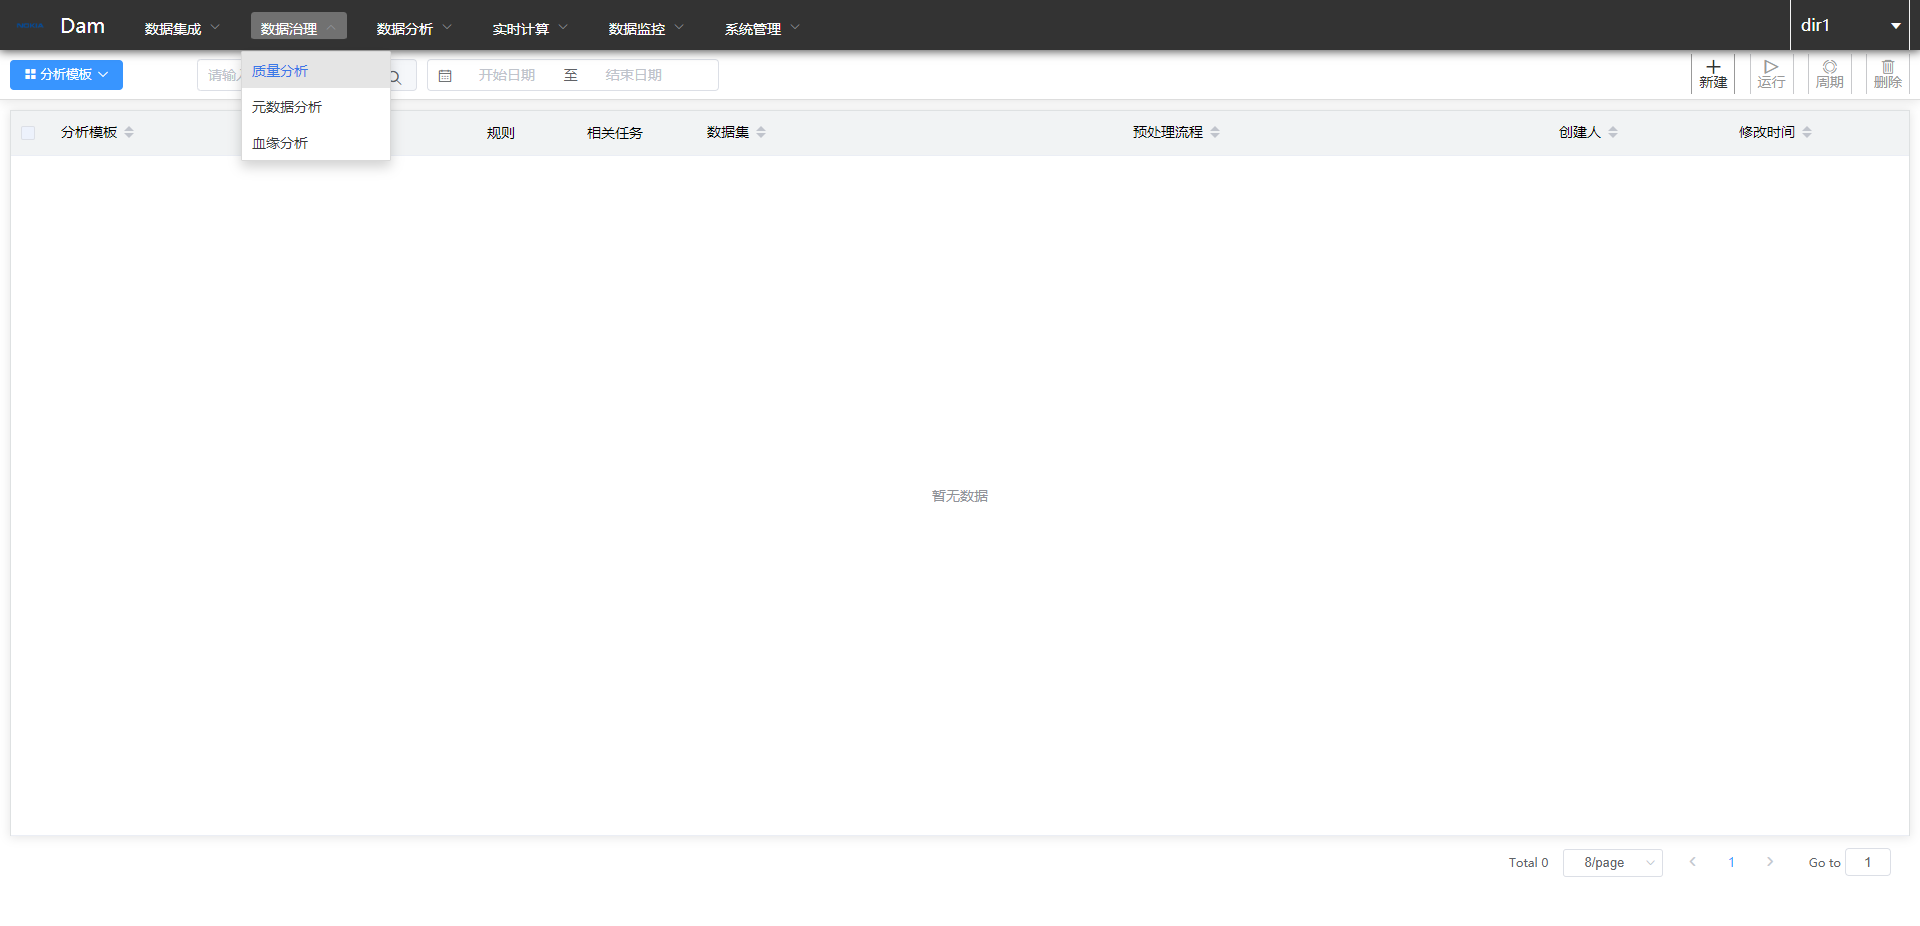 Dam 数据集成 数据治理 数据分析 实时计算 数据监控 系统管理 dir1
分析模板 请输入 开始日期 至 结束日期 新建 运行 周期 删除
质量分析
元数据分析
血缘分析
分析模板 规则 相关任务 数据集 预处理流程 创建人 修改时间
暂无数据
Total 0 8/page 1 Go to 1